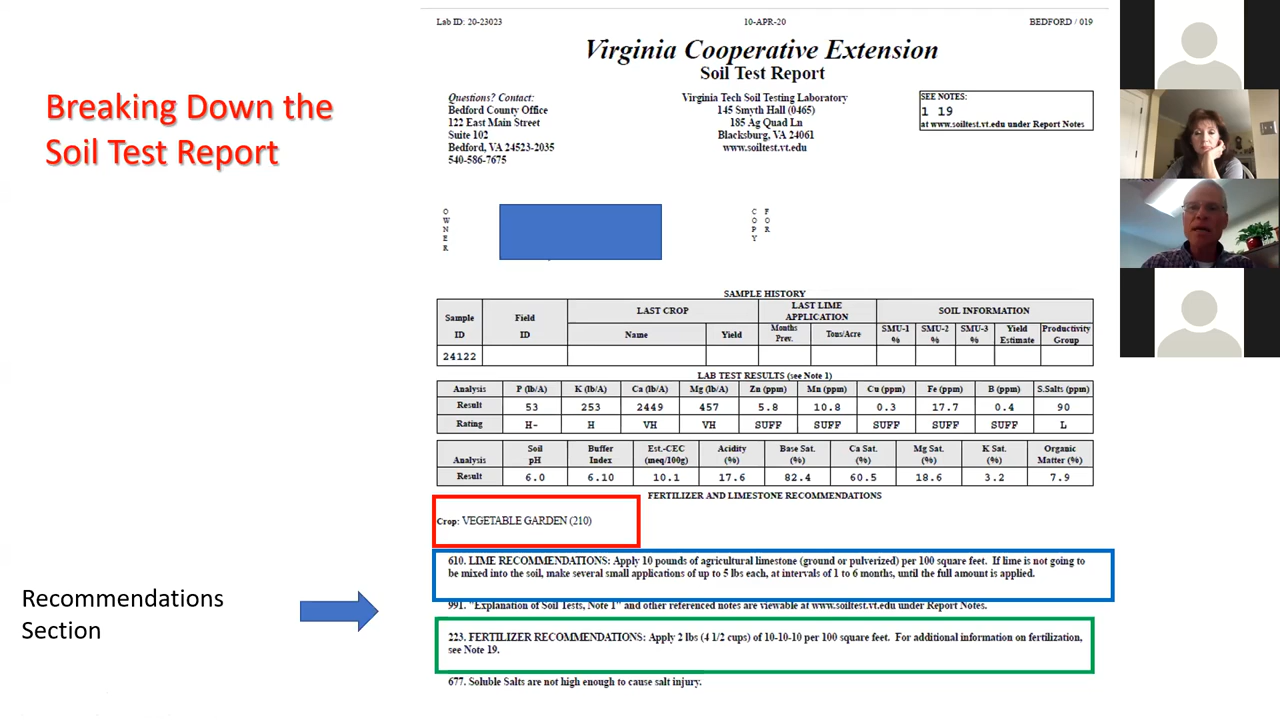 Breaking Down the
Soil Test Report
Recommendations
Section
Lab ID: 20-23023 10-APR-20 BEDFORD / 019
Virginia Cooperative Extension
Soil Test Report
Questions? Contact:
Bedford County Office
122 East Main Street
Suite 102
Bedford, VA 24523-2035
540-586-7675
Virginia Tech Soil Testing Laboratory
145 Smyth Hall (0465)
185 Ag Quad Ln
Blacksburg, VA 24061
www.soiltest.vt.edu
SEE NOTES:
1 19
at www.soiltest.vt.edu under Report Notes
OWNER
COPY
FOR
SAMPLE HISTORY
Sample ID Field ID LAST CROP LAST LIME APPLICATION SOIL INFORMATION
Name Yield Months Prev. Tons/Acre SMU-1 % SMU-2 % SMU-3 % Yield Estimate Productivity Group
24122
LAB TEST RESULTS (see Note 1)
Analysis P (lb/A) K (lb/A) Ca (lb/A) Mg (lb/A) Zn (ppm) Mn (ppm) Cu (ppm) Fe (ppm) B (ppm) S.Salts (ppm)
Result 53 253 2449 457 5.8 10.8 0.3 17.7 0.4 90
Rating H- H VH VH SUFF SUFF SUFF SUFF SUFF L
Analysis Soil pH Buffer Index Est.-CEC (meq/100g) Acidity (%) Base Sat. (%) Ca Sat. (%) Mg Sat. (%) K Sat. (%) Organic Matter (%)
Result 6.0 6.10 10.1 17.6 82.4 60.5 18.6 3.2 7.9
FERTILIZER AND LIMESTONE RECOMMENDATIONS
Crop: VEGETABLE GARDEN (210)
610. LIME RECOMMENDATIONS: Apply 10 pounds of agricultural limestone (ground or pulverized) per 100 square feet. If lime is not going
to be mixed into the soil, make several small applications of up to 5 lbs each, at intervals of 1 to 6 months, until the full amount is applied.
991. "Explanation of Soil Tests, Note 1" and other referenced notes are viewable at www.soiltest.vt.edu under Report Notes.
223. FERTILIZER RECOMMENDATIONS: Apply 2 lbs (4 1/2 cups) of 10-10-10 per 100 square feet. For additional information on fertilization,
see Note 19.
677. Soluble Salts are not high enough to cause salt injury.